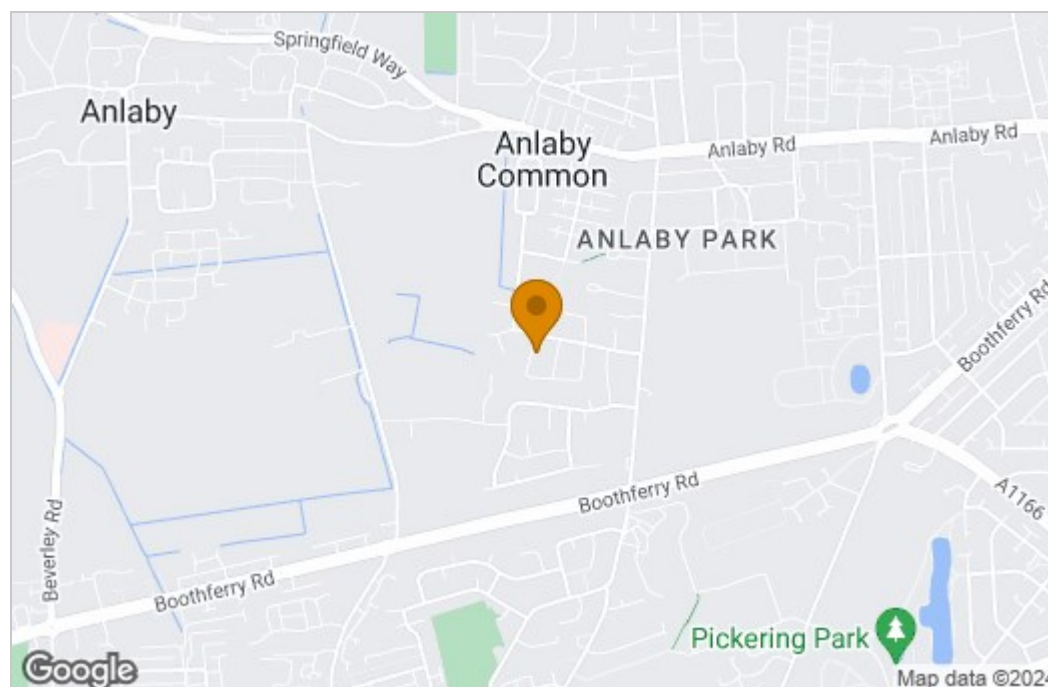 Springfield Way
Anlaby
Anlaby
Common
Anlaby Rd
Anlaby Rd
ANLABY PARK
Boothferry Rd
Boothferry Rd
A1166
Beverley Rd
Boothferry Rd
Pickering Park
Google
Map data ©2024